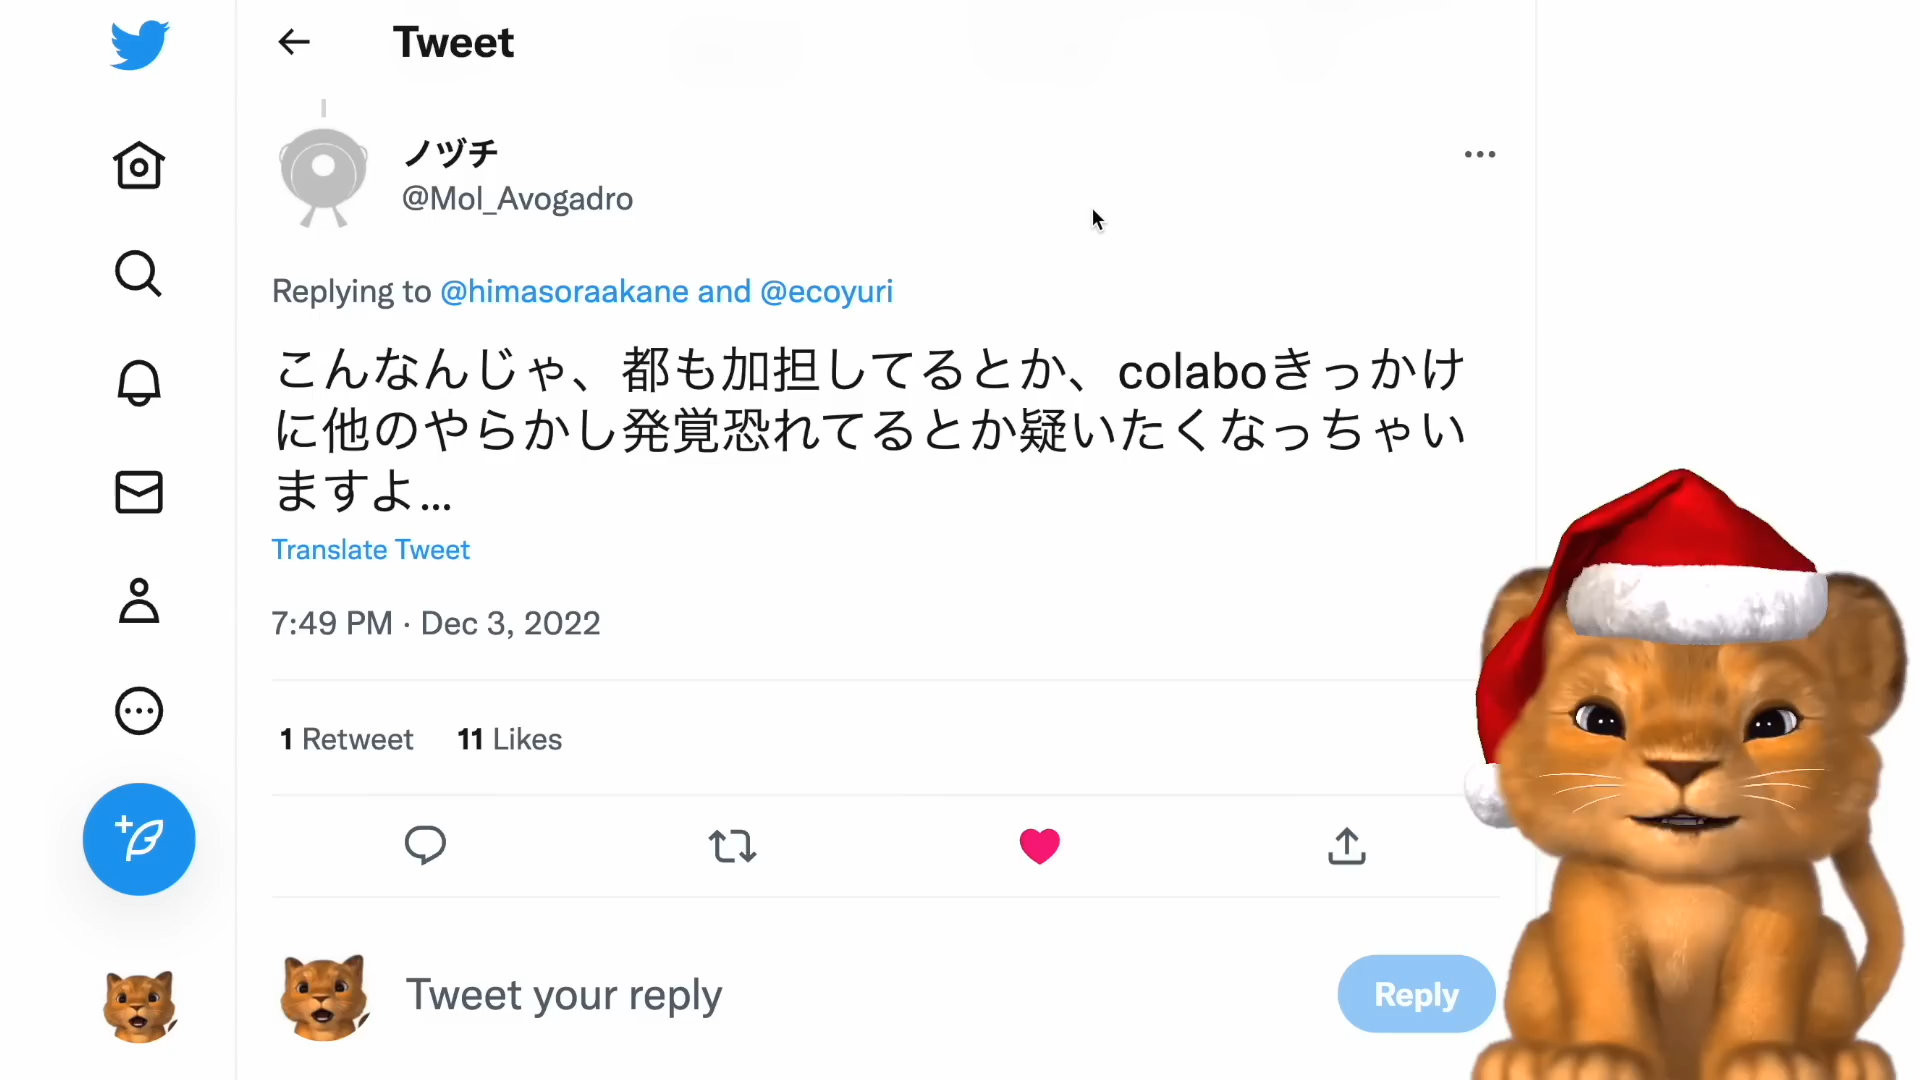 Tweet
ノヅチ
@Mol_Avogadro
Replying to @himasoraakane and @ecoyuri
こんなんじゃ、都も加担してるとか、colaboきっかけ
に他のやらかし発覚恐れてるとか疑いたくなっちゃい
ますよ...
Translate Tweet
7:49 PM · Dec 3, 2022
1 Retweet 11 Likes
Tweet your reply
Reply